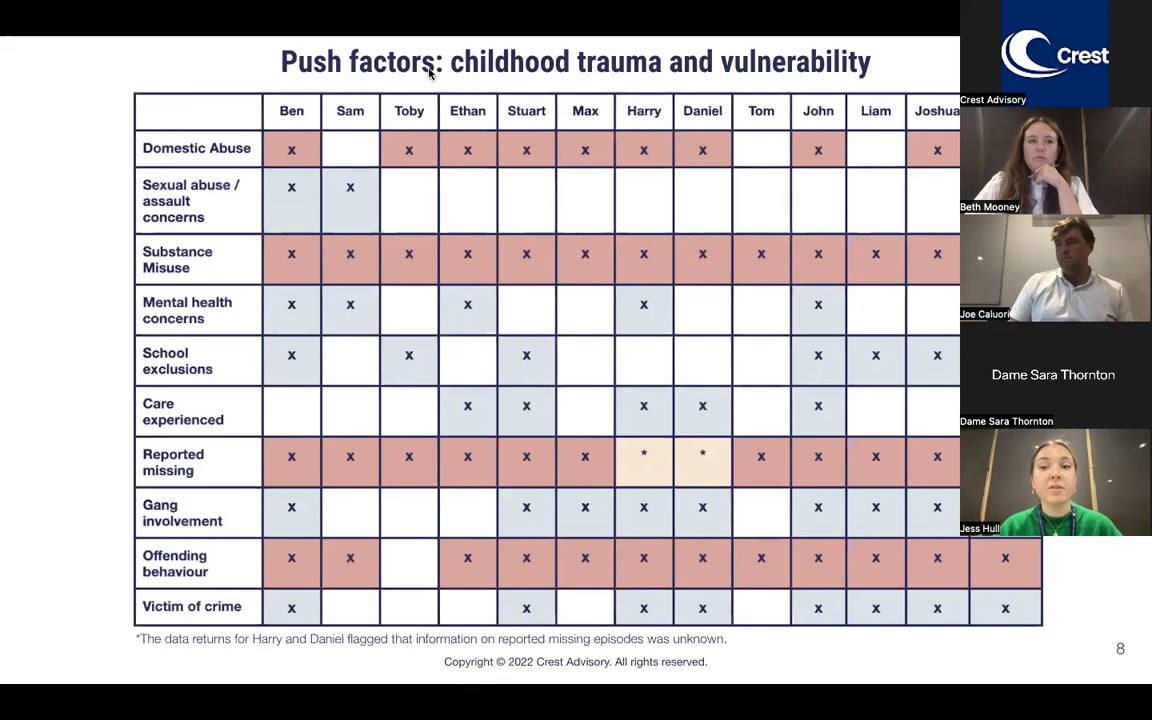 Push factors: childhood trauma and vulnerability
Crest
Crest Advisory
Ben Sam Toby Ethan Stuart Max Harry Daniel Tom John Liam Joshua
Domestic Abuse x x x x x x x x x
Sexual abuse /
assault
concerns
x x
Substance
Misuse
x x x x x x x x x x x x
Mental health
concerns
x x x x x
School
exclusions
x x x x x x
Care
experienced
x x x x x
Reported
missing
x x x x x x * * x x x x
Gang
involvement
x x x x x x x x
Offending
behaviour
x x x x x x x x x x x x
Victim of crime x x x x x x x x
*The data returns for Harry and Daniel flagged that information on reported missing episodes was unknown.
Copyright © 2022 Crest Advisory. All rights reserved.
8
Beth Mooney
Joe Caluori
Dame Sara Thornton
Dame Sara Thornton
Jess Hull